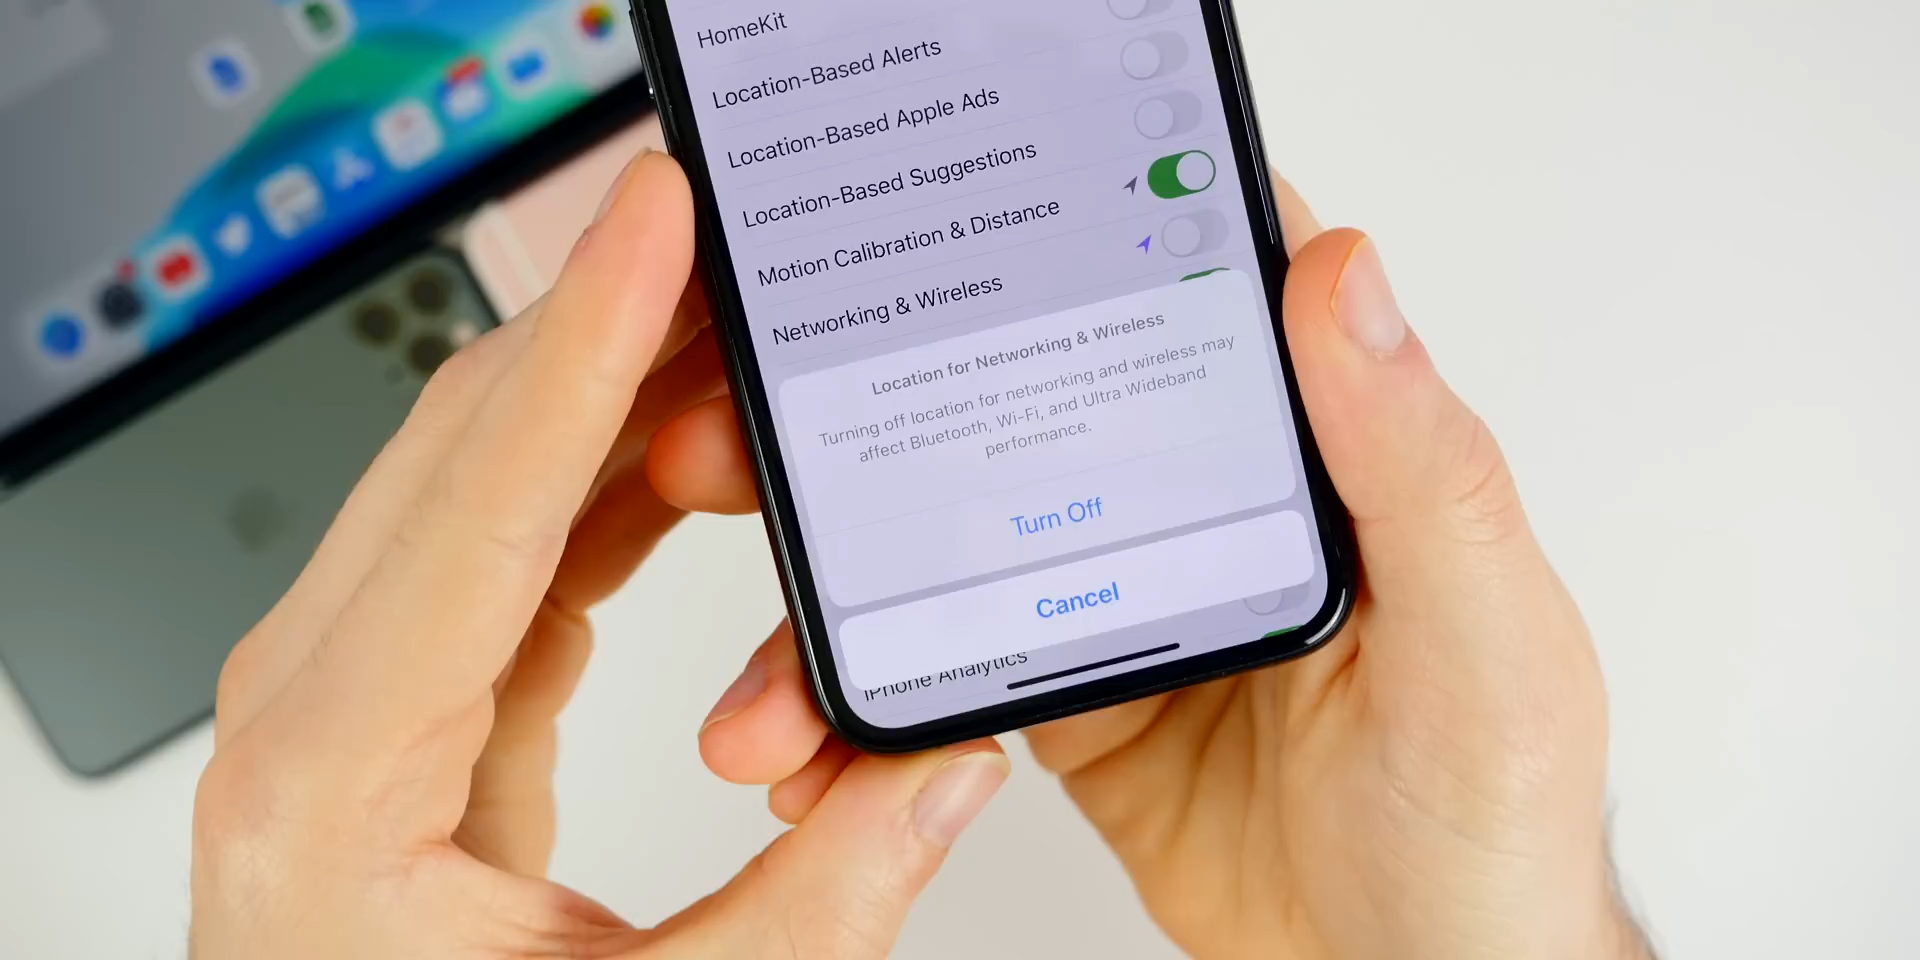 HomeKit
Location-Based Alerts
Location-Based Apple Ads
Location-Based Suggestions
Motion Calibration & Distance
Networking & Wireless
Location for Networking & Wireless
Turning off location for networking and wireless may
affect Bluetooth, Wi-Fi, and Ultra Wideband
performance.
Turn Off
Cancel
iPhone Analytics